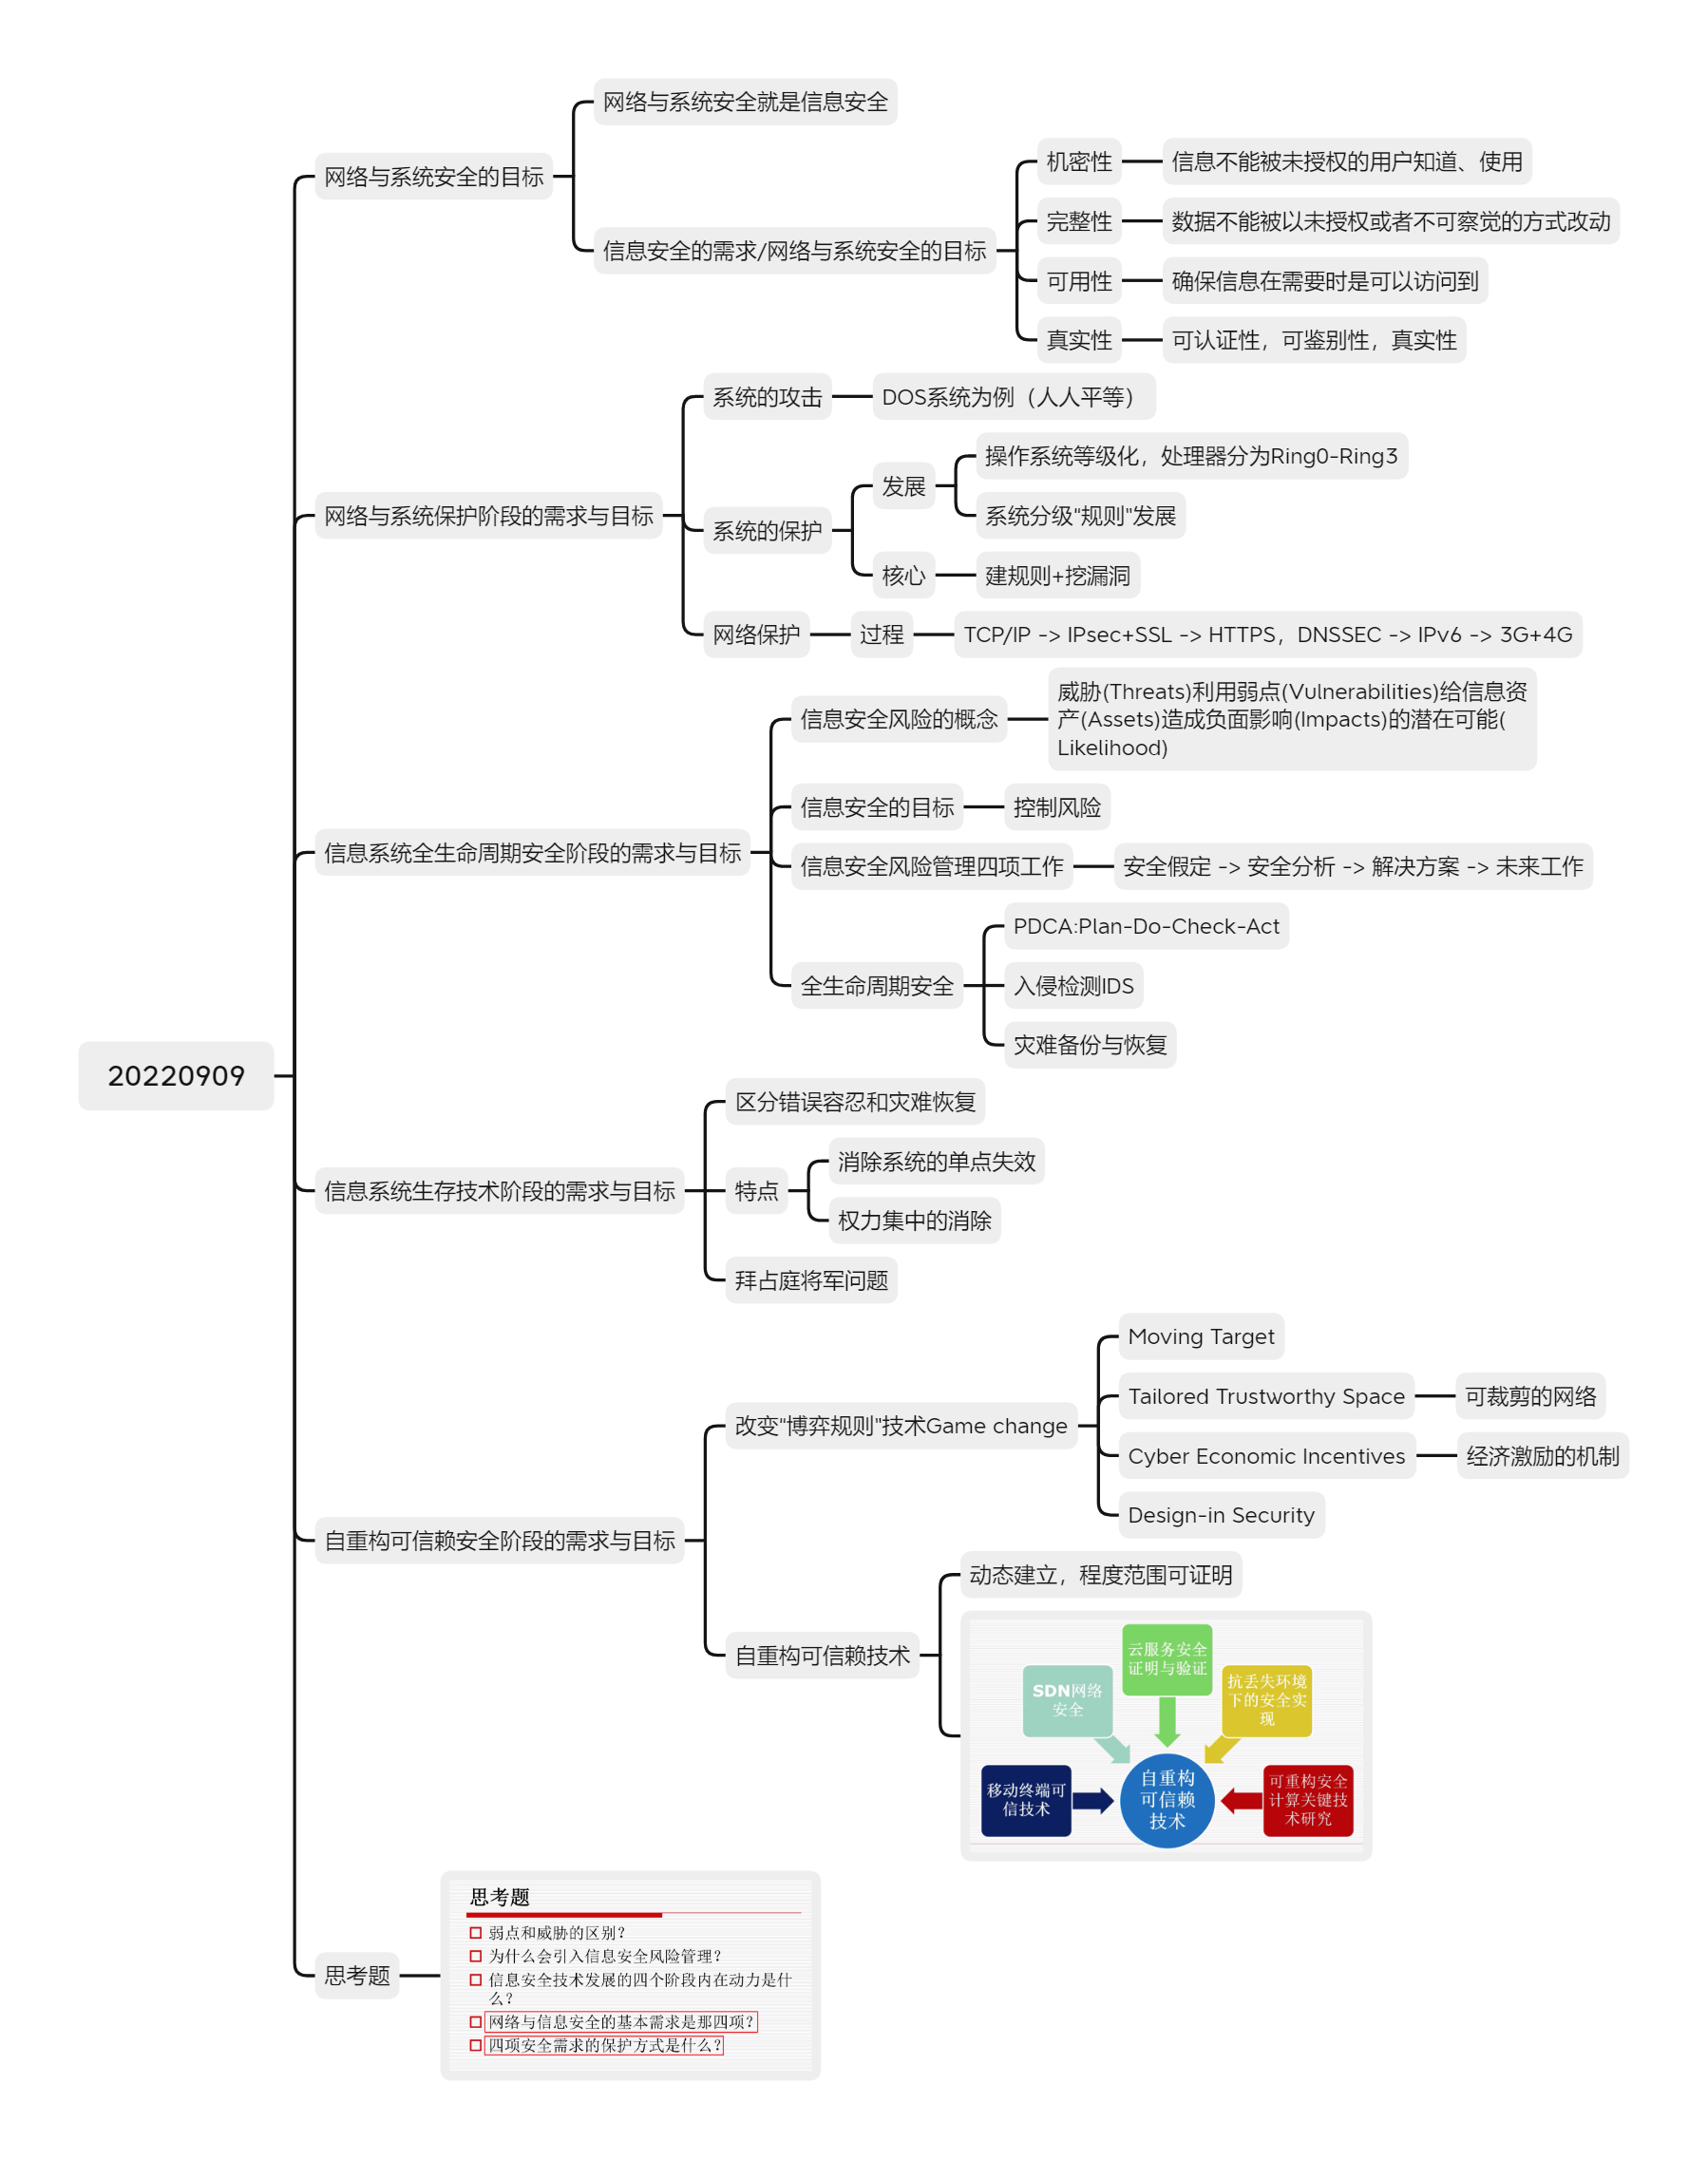 网络与系统安全就是信息安全
网络与系统安全的目标
信息安全的需求/网络与系统安全的目标
机密性
信息不能被未授权的用户知道、使用
完整性
数据不能被以未授权或者不可察觉的方式改动
可用性
确保信息在需要时是可以访问到
真实性
可认证性，可鉴别性，真实性
网络与系统保护阶段的需求与目标
系统的攻击
DOS系统为例（人人平等）
系统的保护
发展
操作系统等级化，处理器分为Ring0-Ring3
系统分级“规则”发展
核心
建规则+挖漏洞
网络保护
过程
TCP/IP -> IPsec+SSL -> HTTPS，DNSSEC -> IPv6 -> 3G+4G
信息系统全生命周期安全阶段的需求与目标
信息安全风险的概念
威胁(Threats)利用弱点(Vulnerabilities)给信息资
产(Assets)造成负面影响(Impacts)的潜在可能(
Likelihood)
信息安全的目标
控制风险
信息安全风险管理四项工作
安全假定 -> 安全分析 -> 解决方案 -> 未来工作
全生命周期安全
PDCA:Plan-Do-Check-Act
入侵检测IDS
灾难备份与恢复
20220909
信息系统生存技术阶段的需求与目标
区分错误容忍和灾难恢复
特点
消除系统的单点失效
权力集中的消除
拜占庭将军问题
自重构可信赖安全阶段的需求与目标
改变“博弈规则”技术Game change
Moving Target
Tailored Trustworthy Space
可裁剪的网络
Cyber Economic Incentives
经济激励的机制
Design-in Security
自重构可信赖技术
动态建立，程度范围可证明
云服务安全
证明与验证
SDN网络
安全
抗丢失环境
下的安全实
现
移动终端可
信技术
自重构
可信赖
技术
可重构安全
计算关键技
术研究
思考题
思考题
弱点和威胁的区别？
为什么会引入信息安全风险管理？
信息安全技术发展的四个阶段内在动力是什
么？
网络与信息安全的基本需求是那四项？
四项安全需求的保护方式是什么？